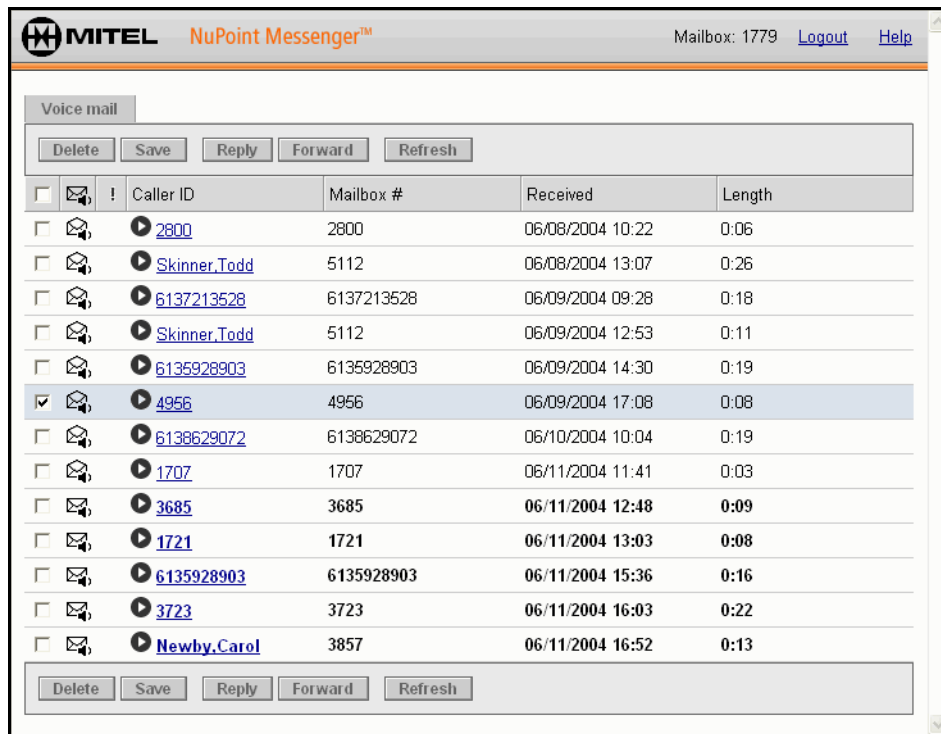 MITEL NuPoint Messenger™ Mailbox: 1779 Logout Help
Voice mail
Delete Save Reply Forward Refresh
! Caller ID Mailbox # Received Length
2800 2800 06/08/2004 10:22 0:06
Skinner,Todd 5112 06/08/2004 13:07 0:26
6137213528 6137213528 06/09/2004 09:28 0:18
Skinner,Todd 5112 06/09/2004 12:53 0:11
6135928903 6135928903 06/09/2004 14:30 0:19
4956 4956 06/09/2004 17:08 0:08
6138629072 6138629072 06/10/2004 10:04 0:19
1707 1707 06/11/2004 11:41 0:03
3685 3685 06/11/2004 12:48 0:09
1721 1721 06/11/2004 13:03 0:08
6135928903 6135928903 06/11/2004 15:36 0:16
3723 3723 06/11/2004 16:03 0:22
Newby,Carol 3857 06/11/2004 16:52 0:13
Delete Save Reply Forward Refresh